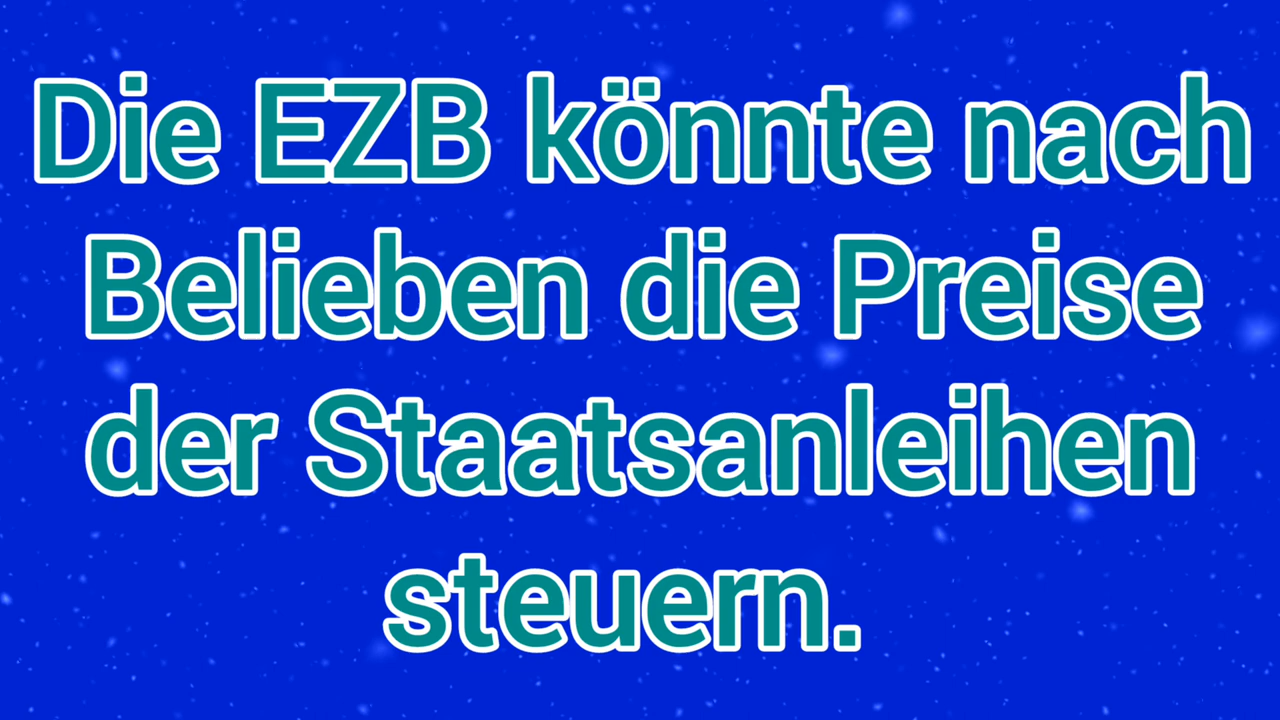 Die EZB könnte nach
Belieben die Preise
der Staatsanleihen
steuern.